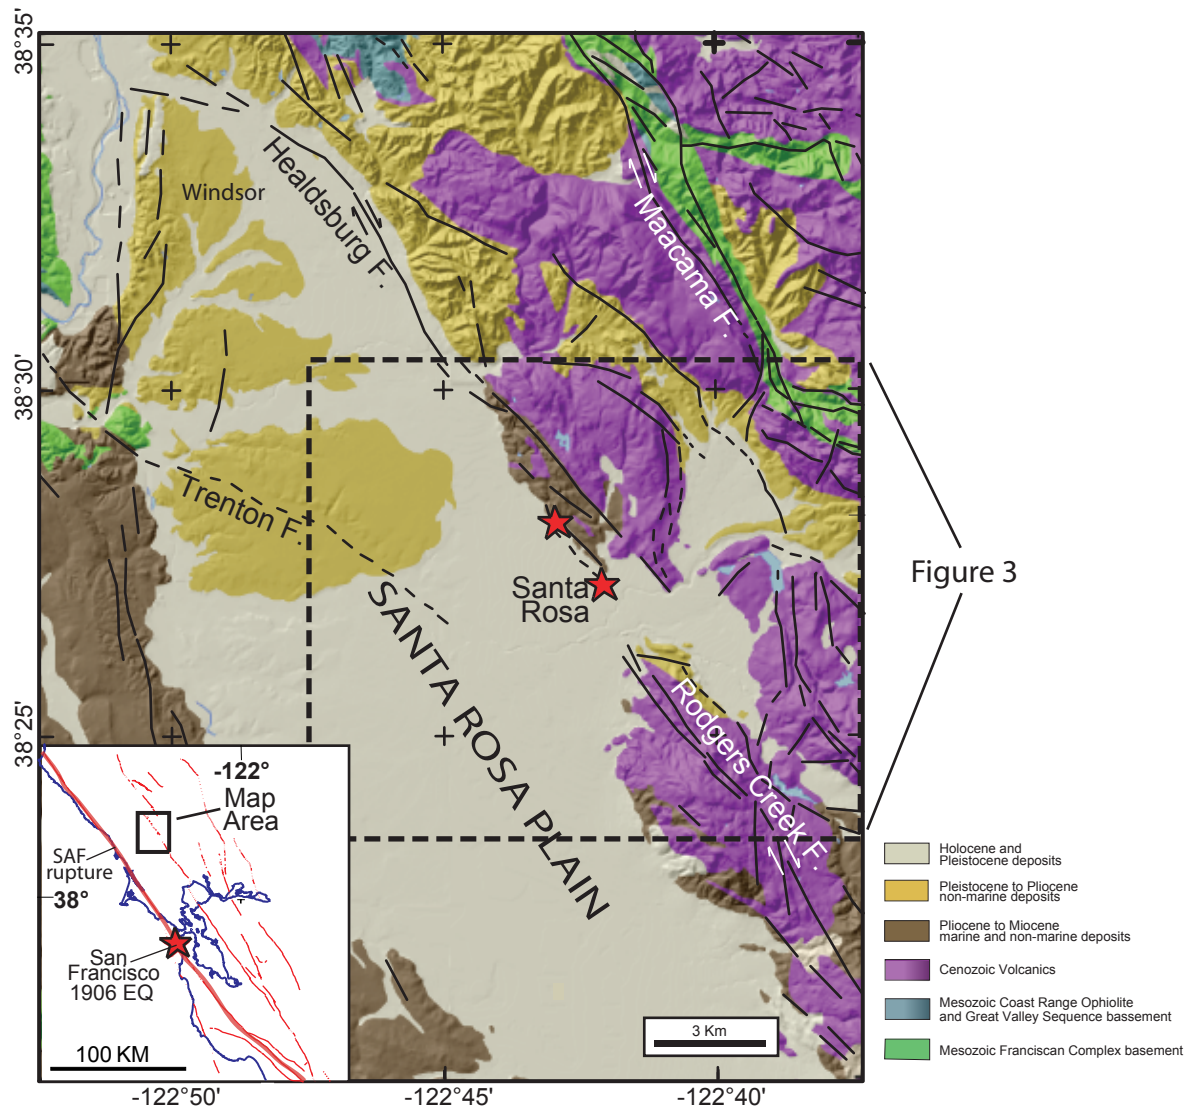 38°35'
38°30'
38°25'
Windsor
Healdsburg F.
Maacama F.
Trenton F.
Santa
Rosa
SANTA ROSA PLAIN
Rodgers Creek F.
Figure 3
-122°
Map
Area
SAF
rupture
38°
San
Francisco
1906 EQ
100 KM
3 Km
-122°50'
-122°45'
-122°40'
Holocene and
Pleistocene deposits
Pleistocene to Pliocene
non-marine deposits
Pliocene to Miocene
marine and non-marine deposits
Cenozoic Volcanics
Mesozoic Coast Range Ophiolite
and Great Valley Sequence bassement
Mesozoic Franciscan Complex basement